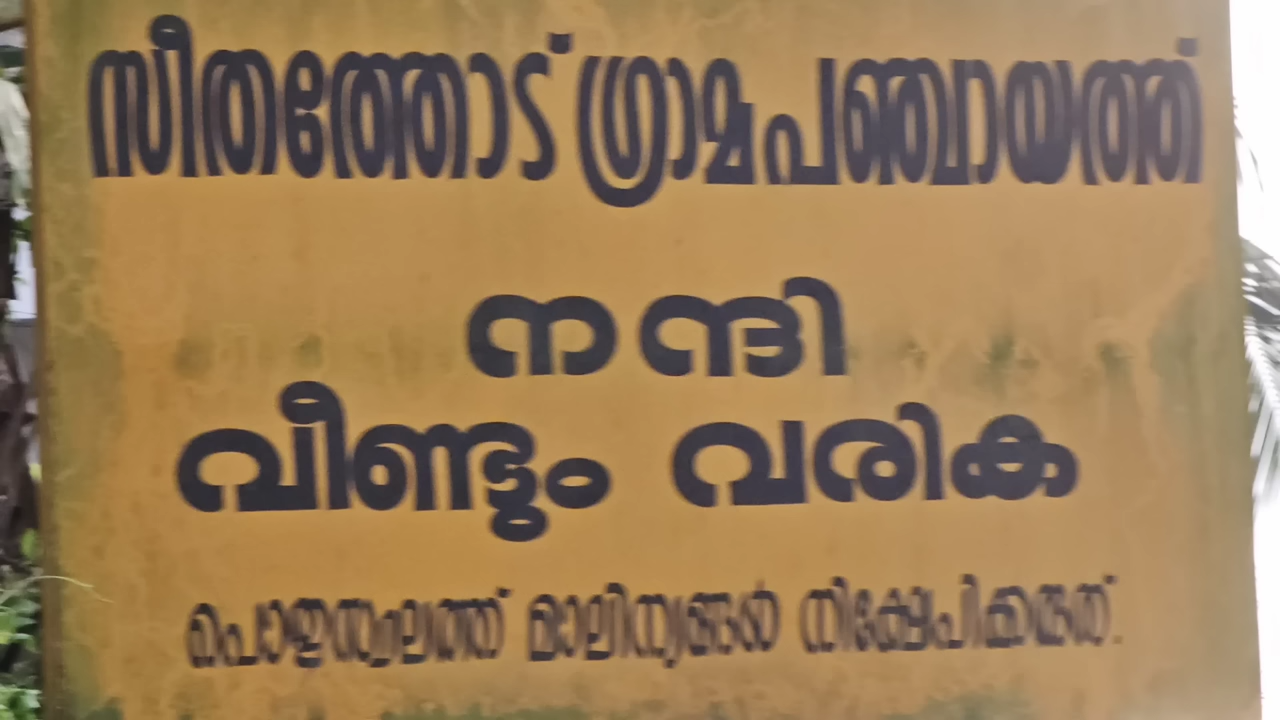 സീതത്തോട് ഗ്രാമപഞ്ചായത്ത്
നന്ദി
വീണ്ടും വരിക
പൊതുസ്ഥലത്ത് മാലിന്യങ്ങൾ നിക്ഷേപിക്കരുത്.